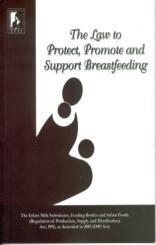 The Law to
Protect, Promote and
Support Breastfeeding
The Infant Milk Substitutes, Feeding Bottles and Infant Foods
(Regulation of Production, Supply and Distribution)
Act, 1992, as Amended in 2003 (IMS Act)